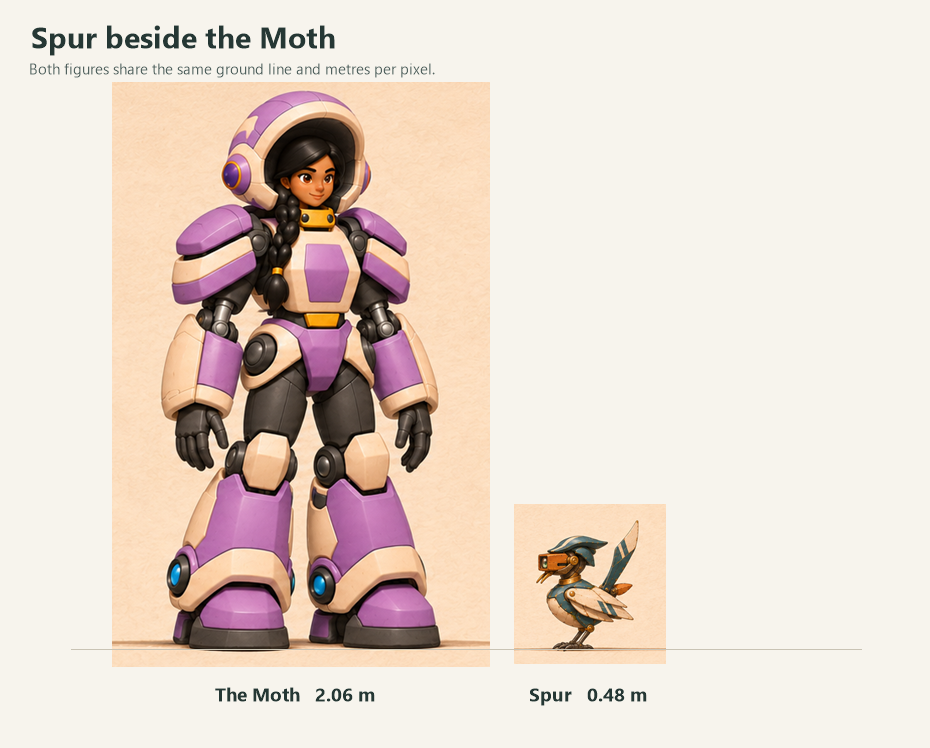 Spur beside the Moth
Both figures share the same ground line and metres per pixel.
The Moth 2.06 m
Spur 0.48 m